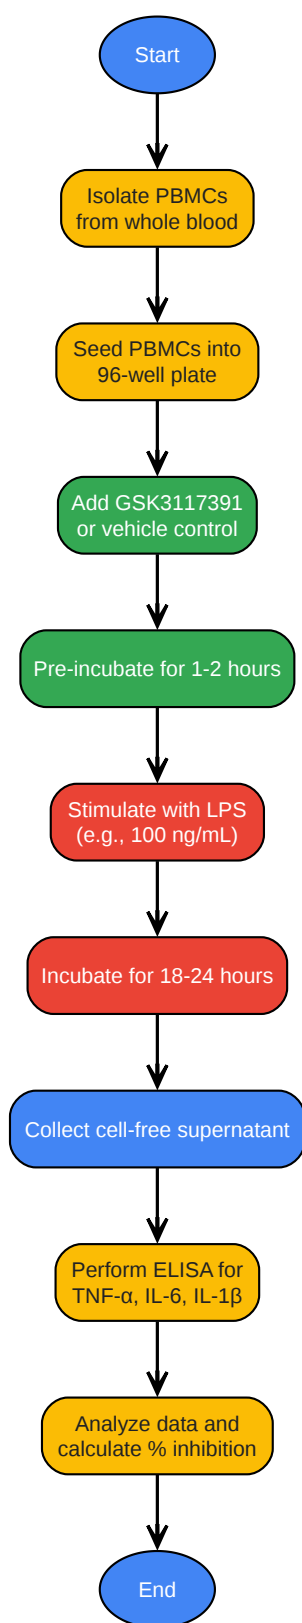 Start
Isolate PBMCs
from whole blood
Seed PBMCs into
96-well plate
Add GSK3117391
or vehicle control
Pre-incubate for 1-2 hours
Stimulate with LPS
(e.g., 100 ng/mL)
Incubate for 18-24 hours
Collect cell-free supernatant
Perform ELISA for
TNF-α, IL-6, IL-1β
Analyze data and
calculate % inhibition
End